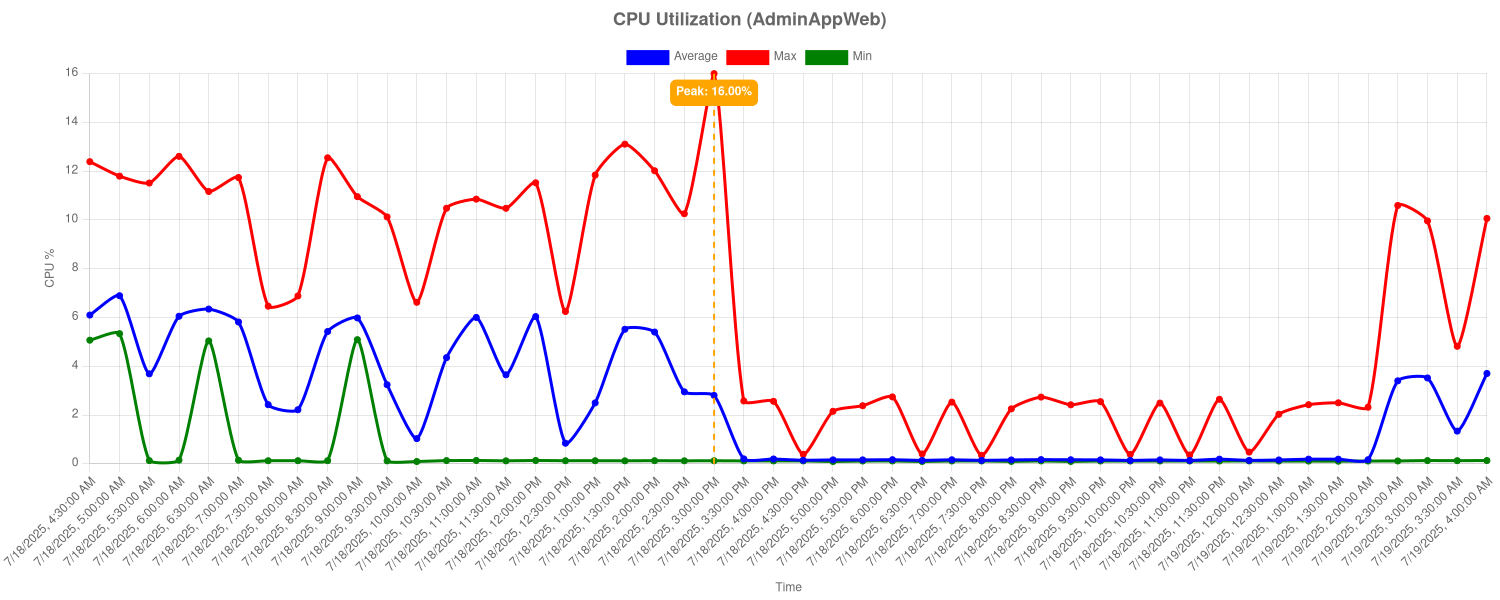 CPU Utilization (AdminAppWeb)
Average Max Min
Peak: 16.00%
16
14
12
10
8
6
4
2
0
CPU %
7/18/2025, 4:30:00 AM
7/18/2025, 5:00:00 AM
7/18/2025, 5:30:00 AM
7/18/2025, 6:00:00 AM
7/18/2025, 6:30:00 AM
7/18/2025, 7:00:00 AM
7/18/2025, 7:30:00 AM
7/18/2025, 8:00:00 AM
7/18/2025, 8:30:00 AM
7/18/2025, 9:00:00 AM
7/18/2025, 9:30:00 AM
7/18/2025, 10:00:00 AM
7/18/2025, 10:30:00 AM
7/18/2025, 11:00:00 AM
7/18/2025, 11:30:00 AM
7/18/2025, 12:00:00 PM
7/18/2025, 12:30:00 PM
7/18/2025, 1:00:00 PM
7/18/2025, 1:30:00 PM
7/18/2025, 2:00:00 PM
7/18/2025, 2:30:00 PM
7/18/2025, 3:00:00 PM
7/18/2025, 3:30:00 PM
7/18/2025, 4:00:00 PM
7/18/2025, 4:30:00 PM
7/18/2025, 5:00:00 PM
7/18/2025, 5:30:00 PM
7/18/2025, 6:00:00 PM
7/18/2025, 6:30:00 PM
7/18/2025, 7:00:00 PM
7/18/2025, 7:30:00 PM
7/18/2025, 8:00:00 PM
7/18/2025, 8:30:00 PM
7/18/2025, 9:00:00 PM
7/18/2025, 9:30:00 PM
7/18/2025, 10:00:00 PM
7/18/2025, 10:30:00 PM
7/18/2025, 11:00:00 PM
7/18/2025, 11:30:00 PM
7/19/2025, 12:00:00 AM
7/19/2025, 12:30:00 AM
7/19/2025, 1:00:00 AM
7/19/2025, 1:30:00 AM
7/19/2025, 2:00:00 AM
7/19/2025, 2:30:00 AM
7/19/2025, 3:00:00 AM
7/19/2025, 3:30:00 AM
7/19/2025, 4:00:00 AM
Time